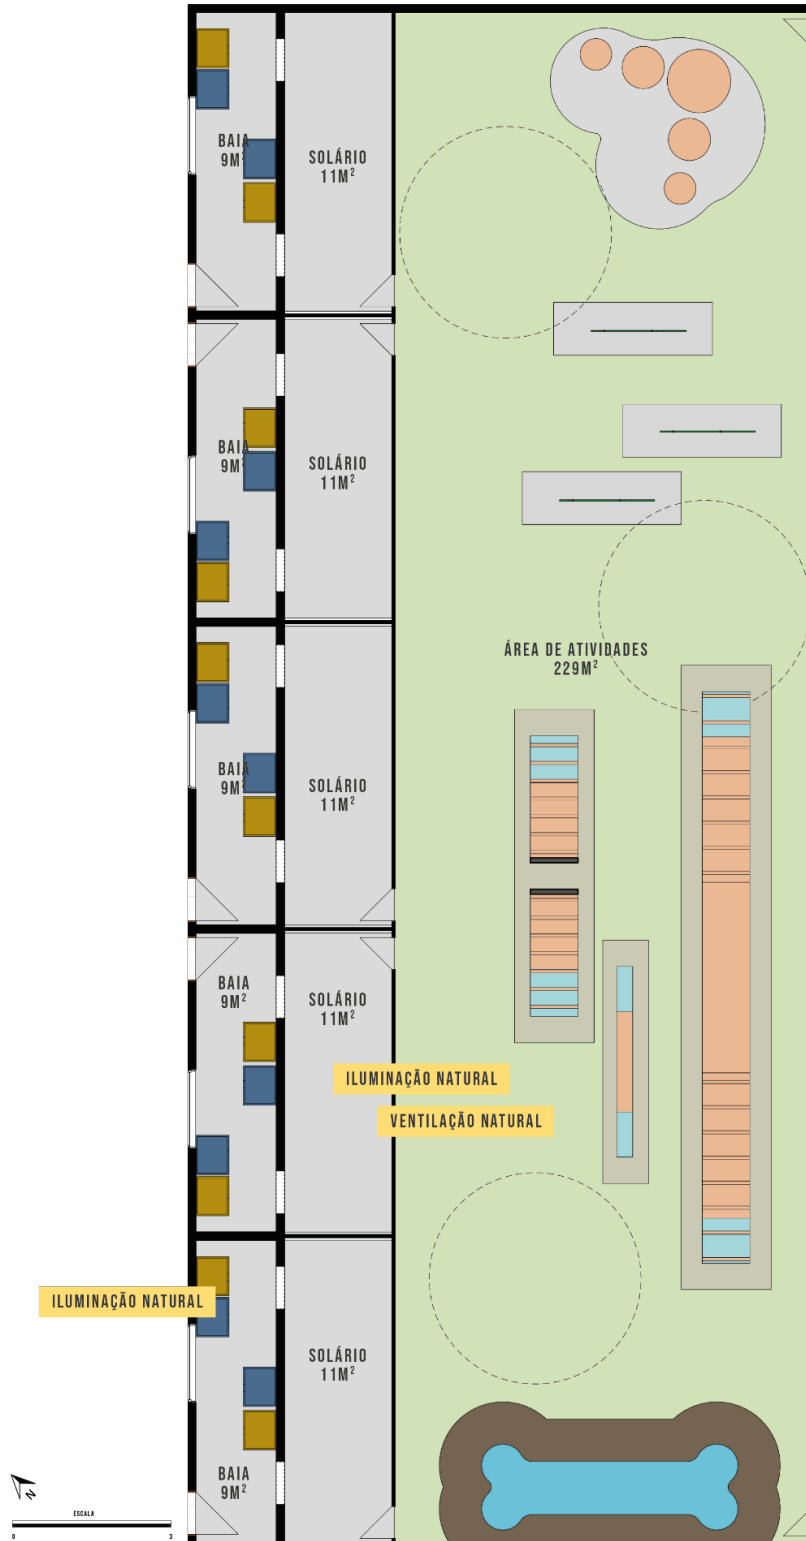 BAIA
9M²
SOLÁRIO
11M²
BAIA
9M²
SOLÁRIO
11M²
ÁREA DE ATIVIDADES
229M²
BAIA
9M²
SOLÁRIO
11M²
BAIA
9M²
SOLÁRIO
11M²
ILUMINAÇÃO NATURAL
VENTILAÇÃO NATURAL
ILUMINAÇÃO NATURAL
SOLÁRIO
11M²
BAIA
9M²
N
ESCALA
0 3